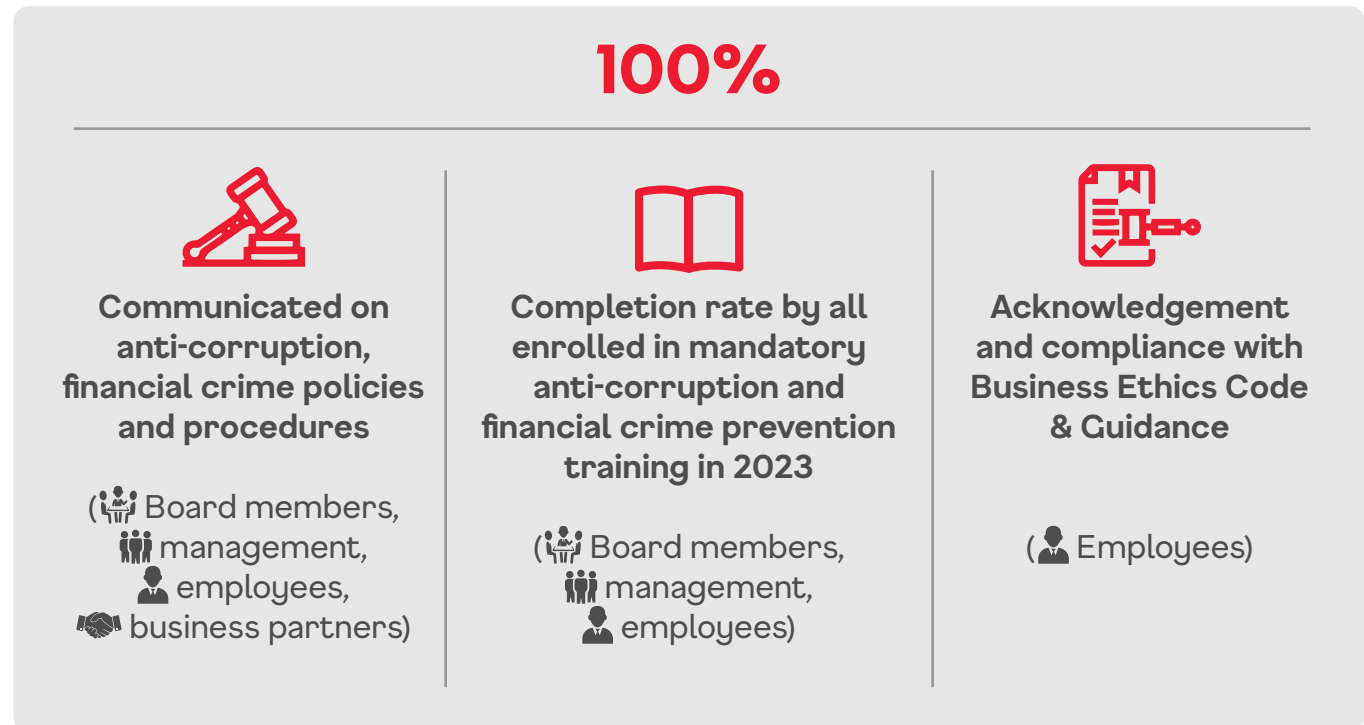 100%
Communicated on
anti-corruption,
financial crime policies
and procedures
( Board members,
management,
employees,
business partners)
Completion rate by all
enrolled in mandatory
anti-corruption and
financial crime prevention
training in 2023
( Board members,
management,
employees)
Acknowledgement
and compliance with
Business Ethics Code
& Guidance
( Employees)